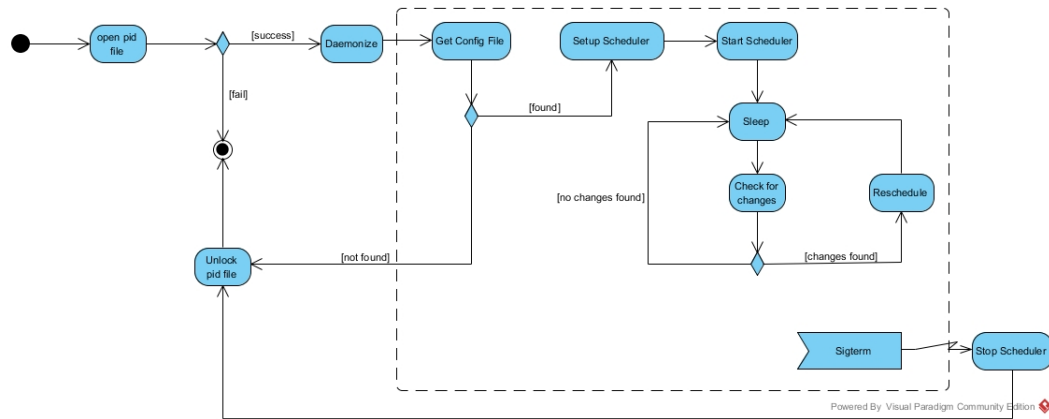 open pid
file
[success]
Daemonize
Get Config File
Setup Scheduler
Start Scheduler
[fail]
[found]
Sleep
[no changes found]
Check for
changes
Reschedule
Unlock
pid file
[not found]
[changes found]
Sigterm
Stop Scheduler
Powered By Visual Paradigm Community Edition